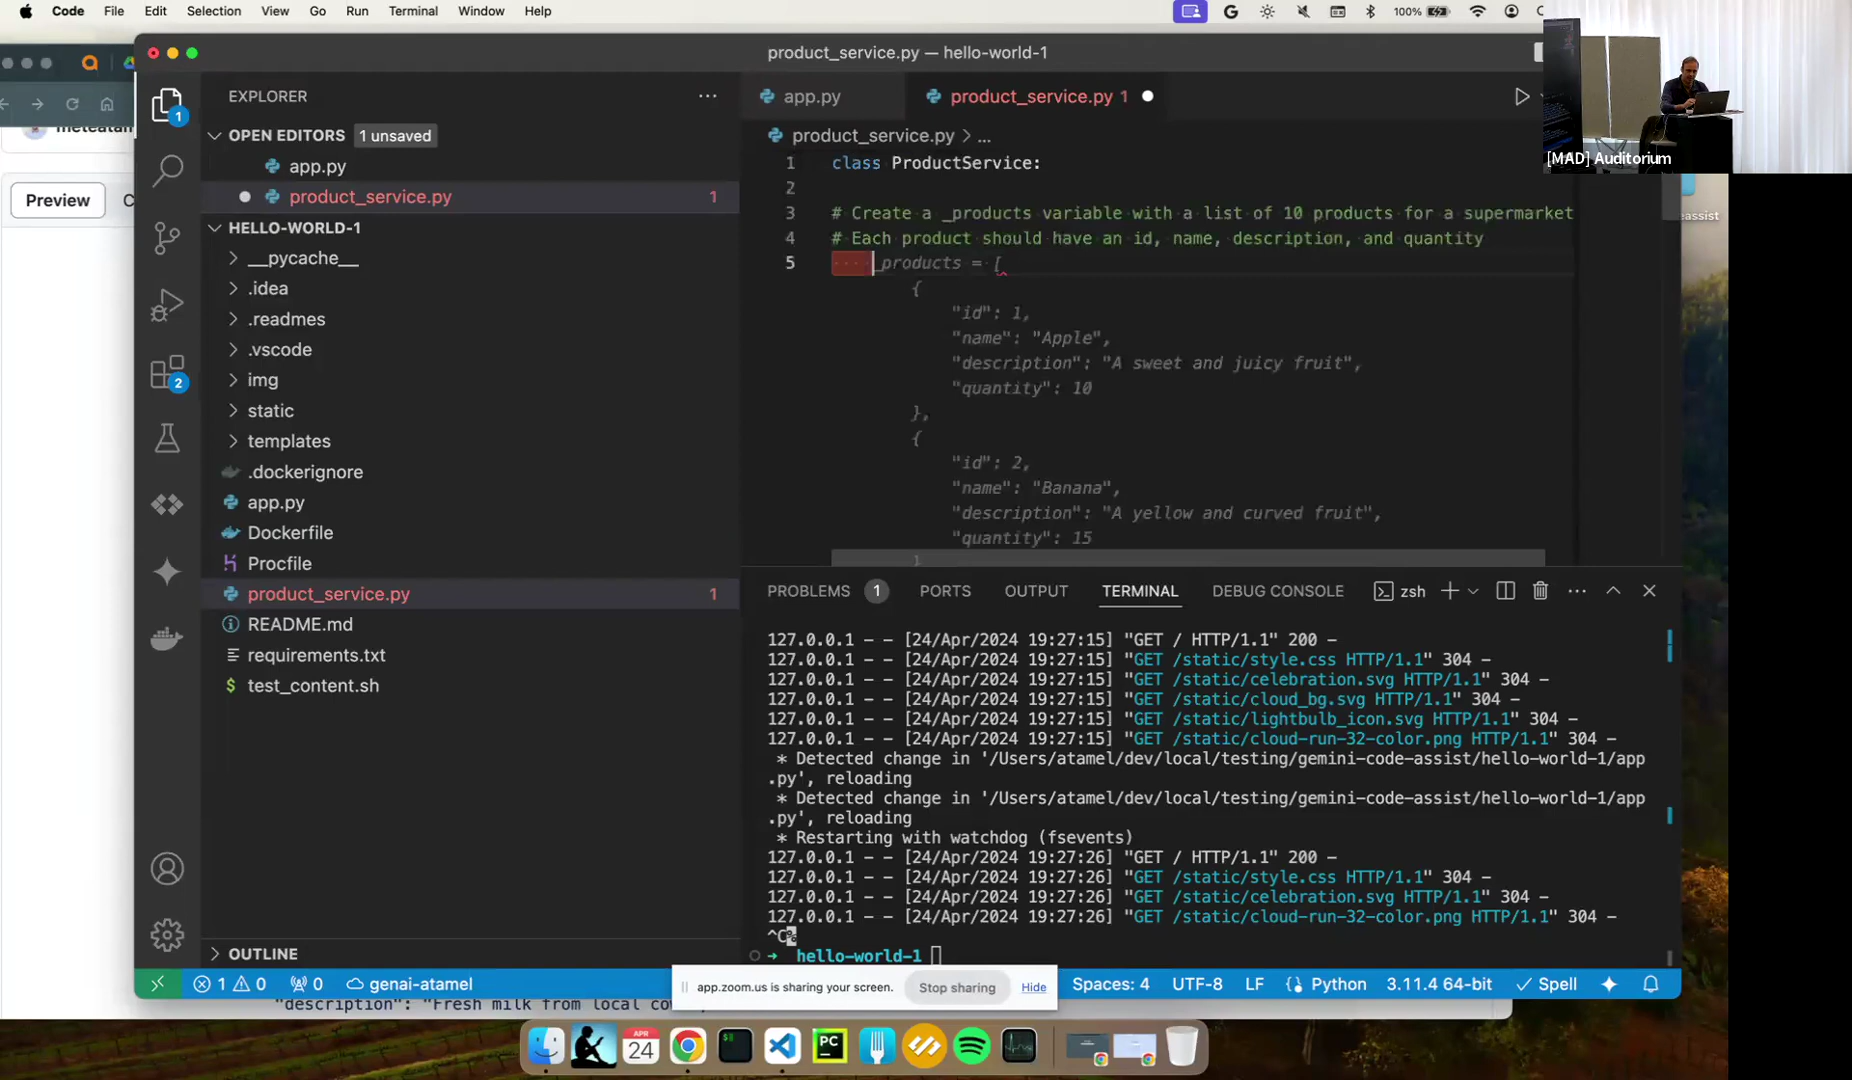 Code File Edit Selection View Go Run Terminal Window Help
100%
product_service.py — hello-world-1
EXPLORER
OPEN EDITORS 1 unsaved
app.py
product_service.py 1
HELLO-WORLD-1
__pycache__
.idea
.readmes
.vscode
img
static
templates
.dockerignore
app.py
Dockerfile
Procfile
product_service.py 1
README.md
requirements.txt
test_content.sh
OUTLINE
1
2
Preview
app.py product_service.py 1
product_service.py > ...
1 class ProductService:
2
3 # Create a _products variable with a list of 10 products for a supermarket
4 # Each product should have an id, name, description, and quantity
5 _products = [
{
"id": 1,
"name": "Apple",
"description": "A sweet and juicy fruit",
"quantity": 10
},
{
"id": 2,
"name": "Banana",
"description": "A yellow and curved fruit",
"quantity": 15
PROBLEMS 1 PORTS OUTPUT TERMINAL DEBUG CONSOLE zsh
127.0.0.1 - - [24/Apr/2024 19:27:15] "GET / HTTP/1.1" 200 -
127.0.0.1 - - [24/Apr/2024 19:27:15] "GET /static/style.css HTTP/1.1" 304 -
127.0.0.1 - - [24/Apr/2024 19:27:15] "GET /static/celebration.svg HTTP/1.1" 304 -
127.0.0.1 - - [24/Apr/2024 19:27:15] "GET /static/cloud_bg.svg HTTP/1.1" 304 -
127.0.0.1 - - [24/Apr/2024 19:27:15] "GET /static/lightbulb_icon.svg HTTP/1.1" 304 -
127.0.0.1 - - [24/Apr/2024 19:27:15] "GET /static/cloud-run-32-color.png HTTP/1.1" 304 -
* Detected change in '/Users/atamel/dev/local/testing/gemini-code-assist/hello-world-1/app
.py', reloading
* Detected change in '/Users/atamel/dev/local/testing/gemini-code-assist/hello-world-1/app
.py', reloading
* Restarting with watchdog (fsevents)
127.0.0.1 - - [24/Apr/2024 19:27:26] "GET / HTTP/1.1" 200 -
127.0.0.1 - - [24/Apr/2024 19:27:26] "GET /static/style.css HTTP/1.1" 304 -
127.0.0.1 - - [24/Apr/2024 19:27:26] "GET /static/celebration.svg HTTP/1.1" 304 -
127.0.0.1 - - [24/Apr/2024 19:27:26] "GET /static/cloud-run-32-color.png HTTP/1.1" 304 -
^C%
➜ hello-world-1
1 0 0 genai-atamel
Spaces: 4 UTF-8 LF Python 3.11.4 64-bit Spell
app.zoom.us is sharing your screen. Stop sharing Hide
"description": "Fresh milk from local
APR
24
PC
[MAD] Auditorium